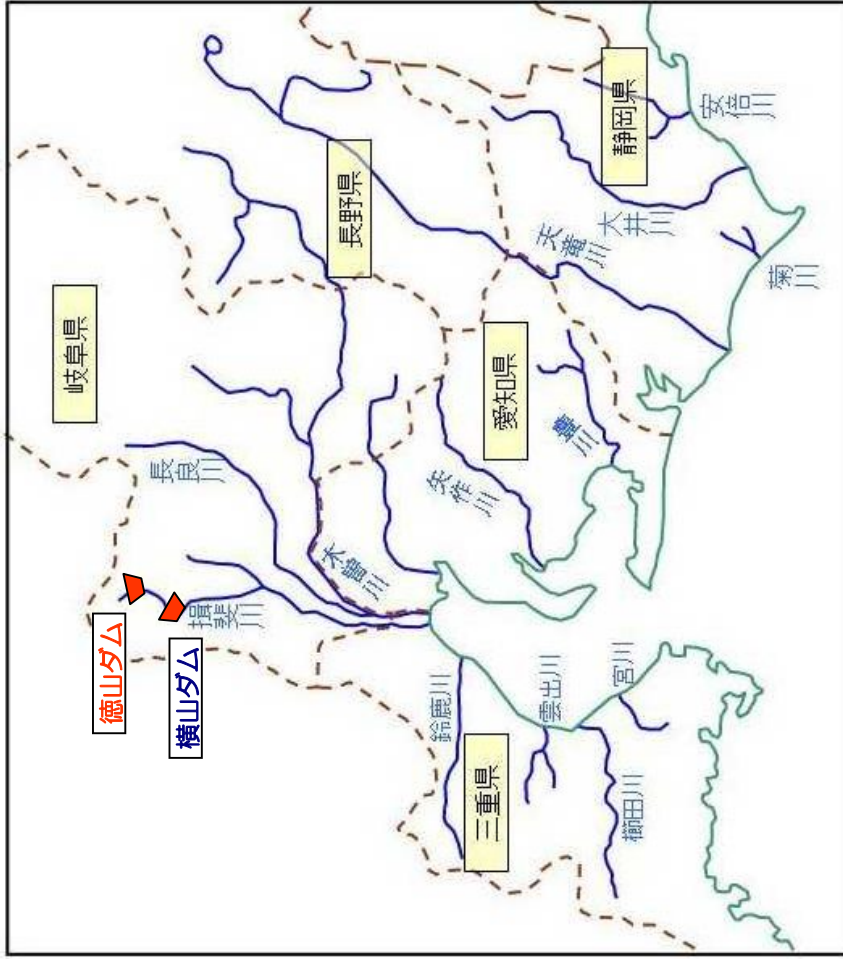 岐阜県
長野県
静岡県
愛知県
三重県
徳山ダム
横山ダム
揖斐川
長良川
木曽川
矢作川
豊川
天竜川
大井川
安倍川
菊川
鈴鹿川
雲出川
櫛田川
宮川